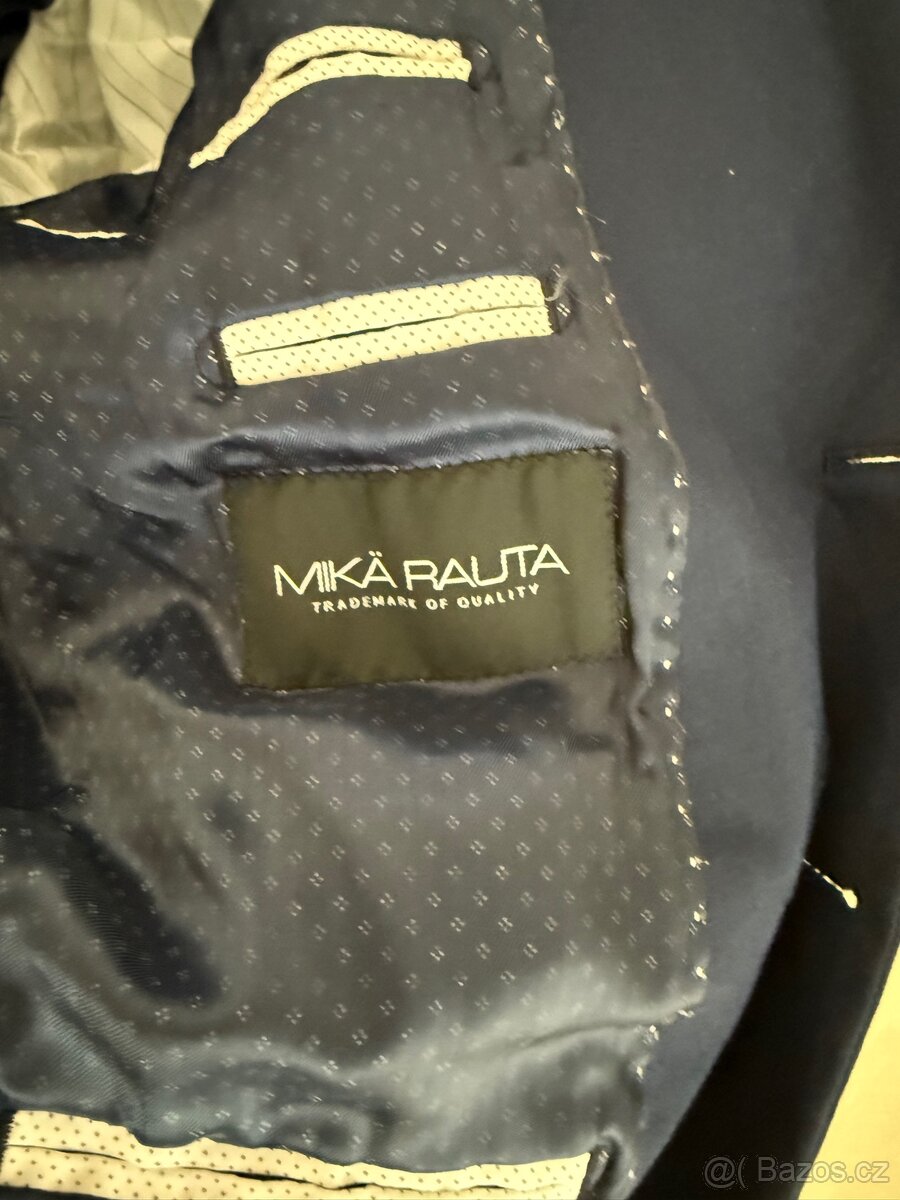 MIKÄ RAUTA
TRADEMARK OF QUALITY
@( Bazos.cz